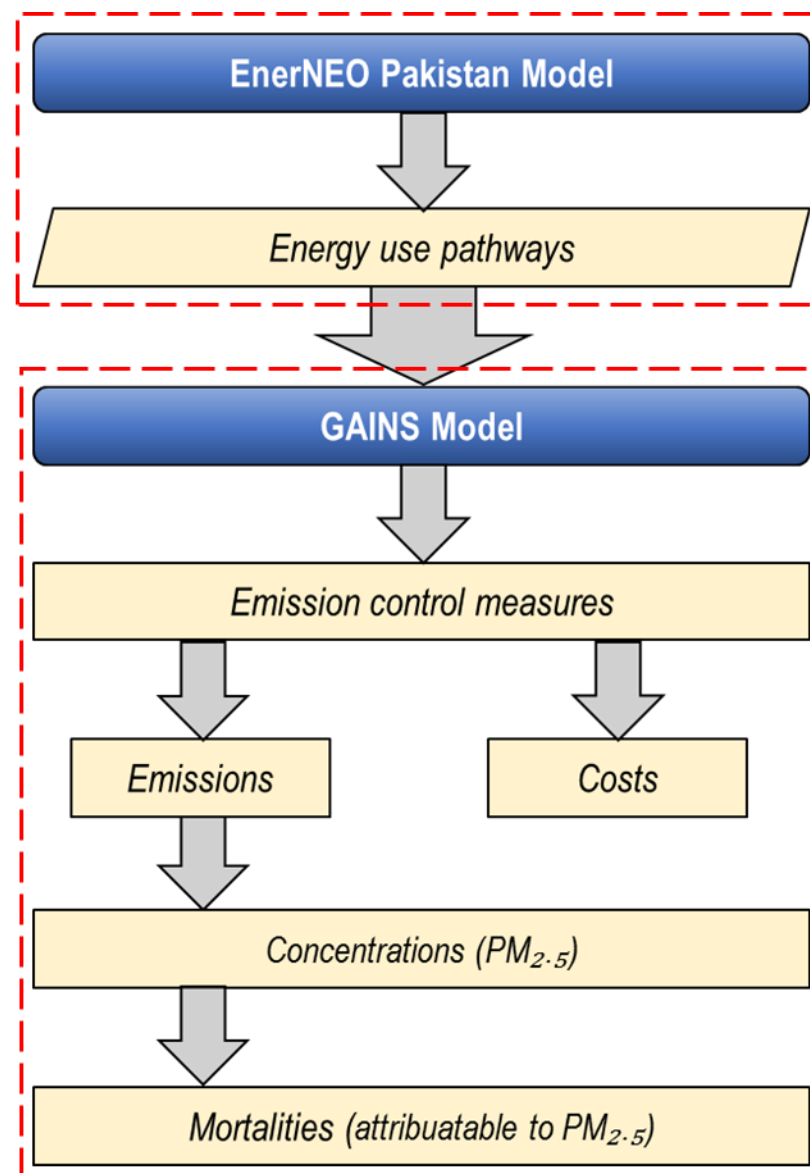 EnerNEO Pakistan Model
Energy use pathways
GAINS Model
Emission control measures
Emissions
Costs
Concentrations (PM₂.₅)
Mortalities (attribuatable to PM₂.₅)